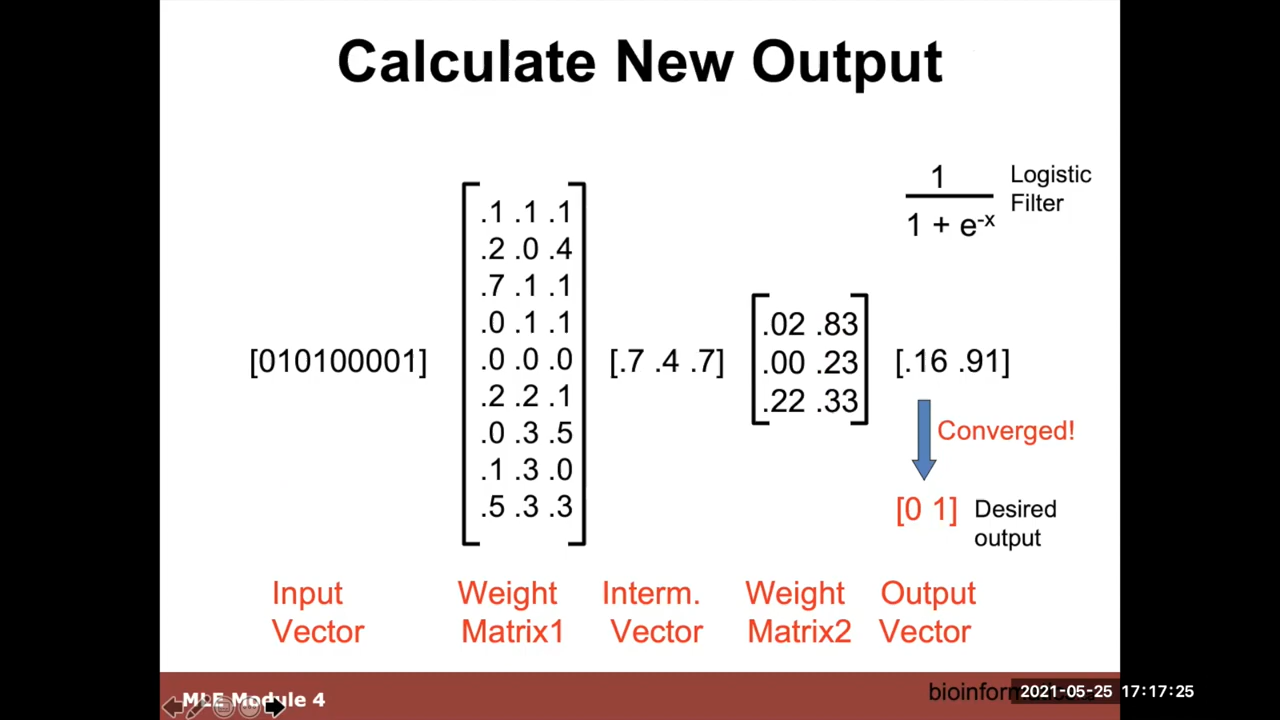 Calculate New Output
1
1 + e-x
Logistic
Filter
.1 .1 .1
.2 .0 .4
.7 .1 .1
.0 .1 .1
.0 .0 .0
.2 .2 .1
.0 .3 .5
.1 .3 .0
.5 .3 .3
[010100001]
[.7 .4 .7]
.02 .83
.00 .23
.22 .33
[.16 .91]
Converged!
[0 1]
Desired
output
Input
Vector
Weight
Matrix1
Interm.
Vector
Weight
Matrix2
Output
Vector
MLE Module 4
2021-05-25 17:17:25